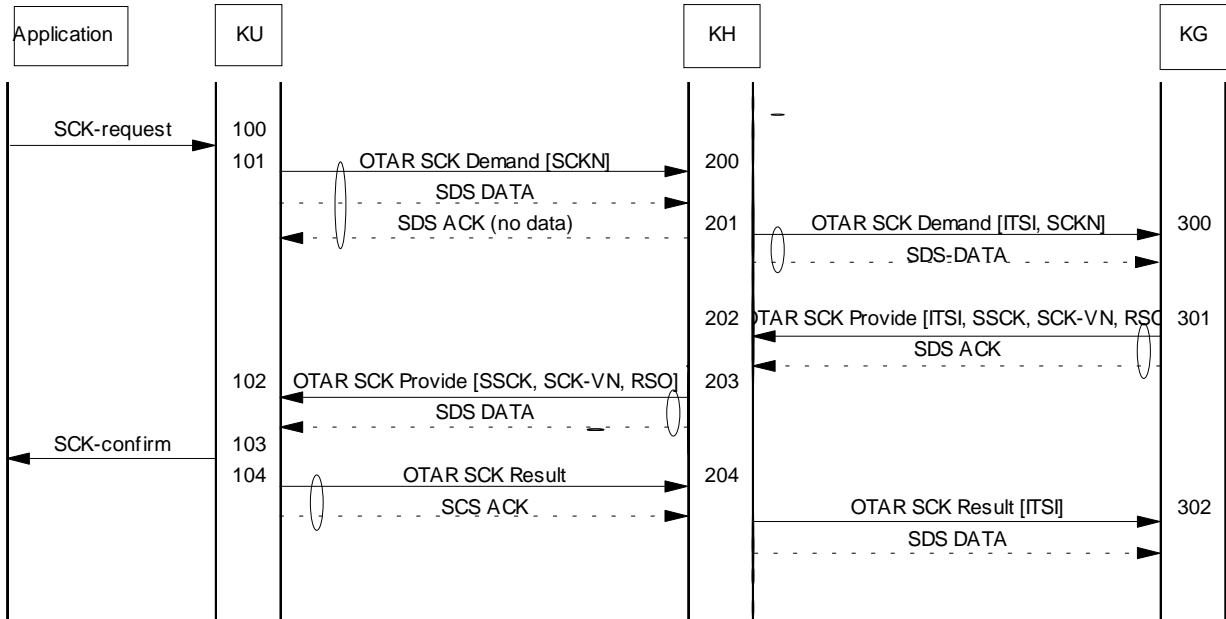 Application KU KH KG
SCK-request 100
101 OTAR SCK Demand [SCKN] 200
SDS DATA
SDS ACK (no data) 201 OTAR SCK Demand [ITSI, SCKN] 300
SDS-DATA
202 OTAR SCK Provide [ITSI, SSCK, SCK-VN, RSO 301
SDS ACK
102 OTAR SCK Provide [SSCK, SCK-VN, RSO] 203
SDS DATA
SCK-confirm 103
104 OTAR SCK Result 204
SCS ACK OTAR SCK Result [ITSI] 302
SDS DATA